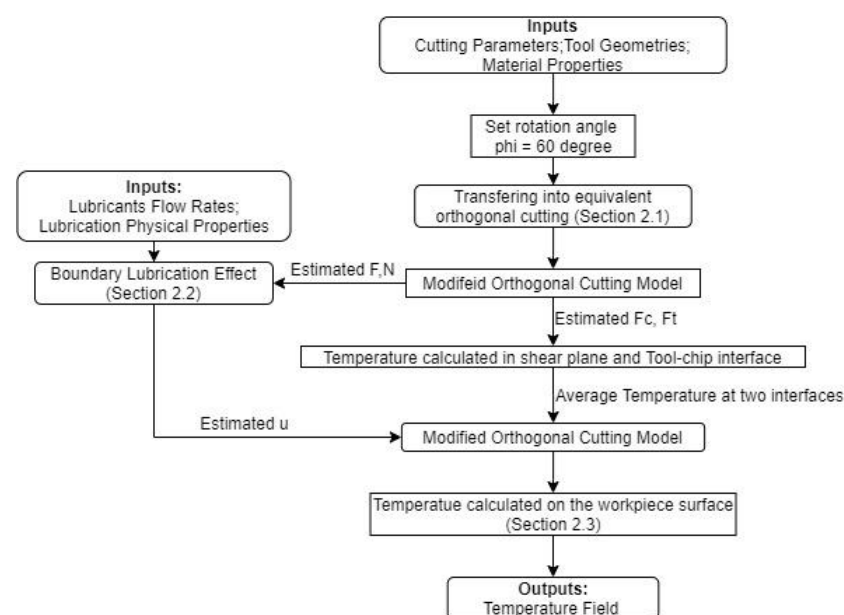 Inputs
Cutting Parameters;Tool Geometries;
Material Properties
Set rotation angle
phi = 60 degree
Transfering into equivalent
orthogonal cutting (Section 2.1)
Inputs:
Lubricants Flow Rates;
Lubrication Physical Properties
Boundary Lubrication Effect
(Section 2.2)
Estimated F,N
Modifeid Orthogonal Cutting Model
Estimated Fc, Ft
Temperature calculated in shear plane and Tool-chip interface
Average Temperature at two interfaces
Estimated u
Modified Orthogonal Cutting Model
Temperatue calculated on the workpiece surface
(Section 2.3)
Outputs:
Temperature Field